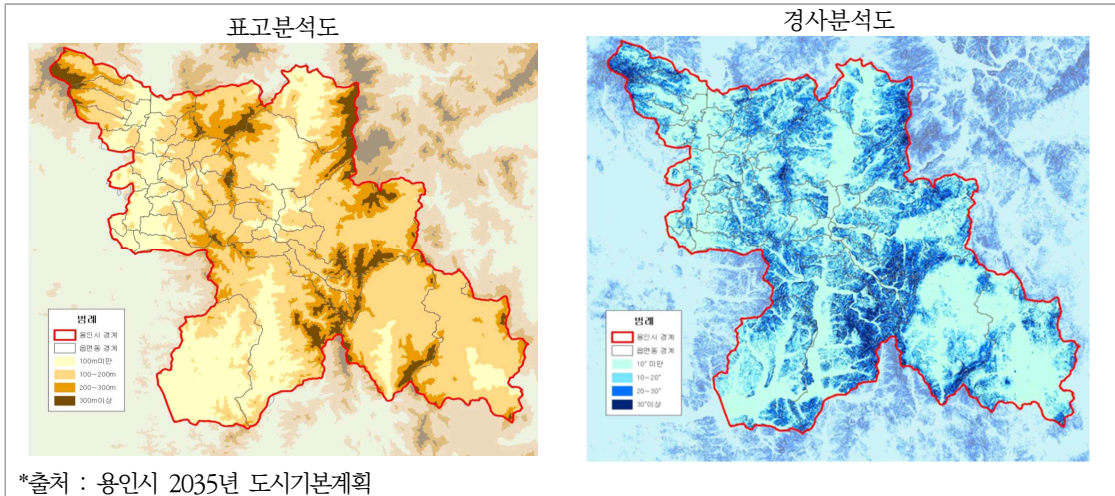 표고분석도
경사분석도
범례
용인시 경계
읍면동 경계
100m미만
100~200m
200~300m
300m이상
범례
용인시 경계
읍면동 경계
10° 미만
10~20°
20~30°
30°이상
*출처 : 용인시 2035년 도시기본계획